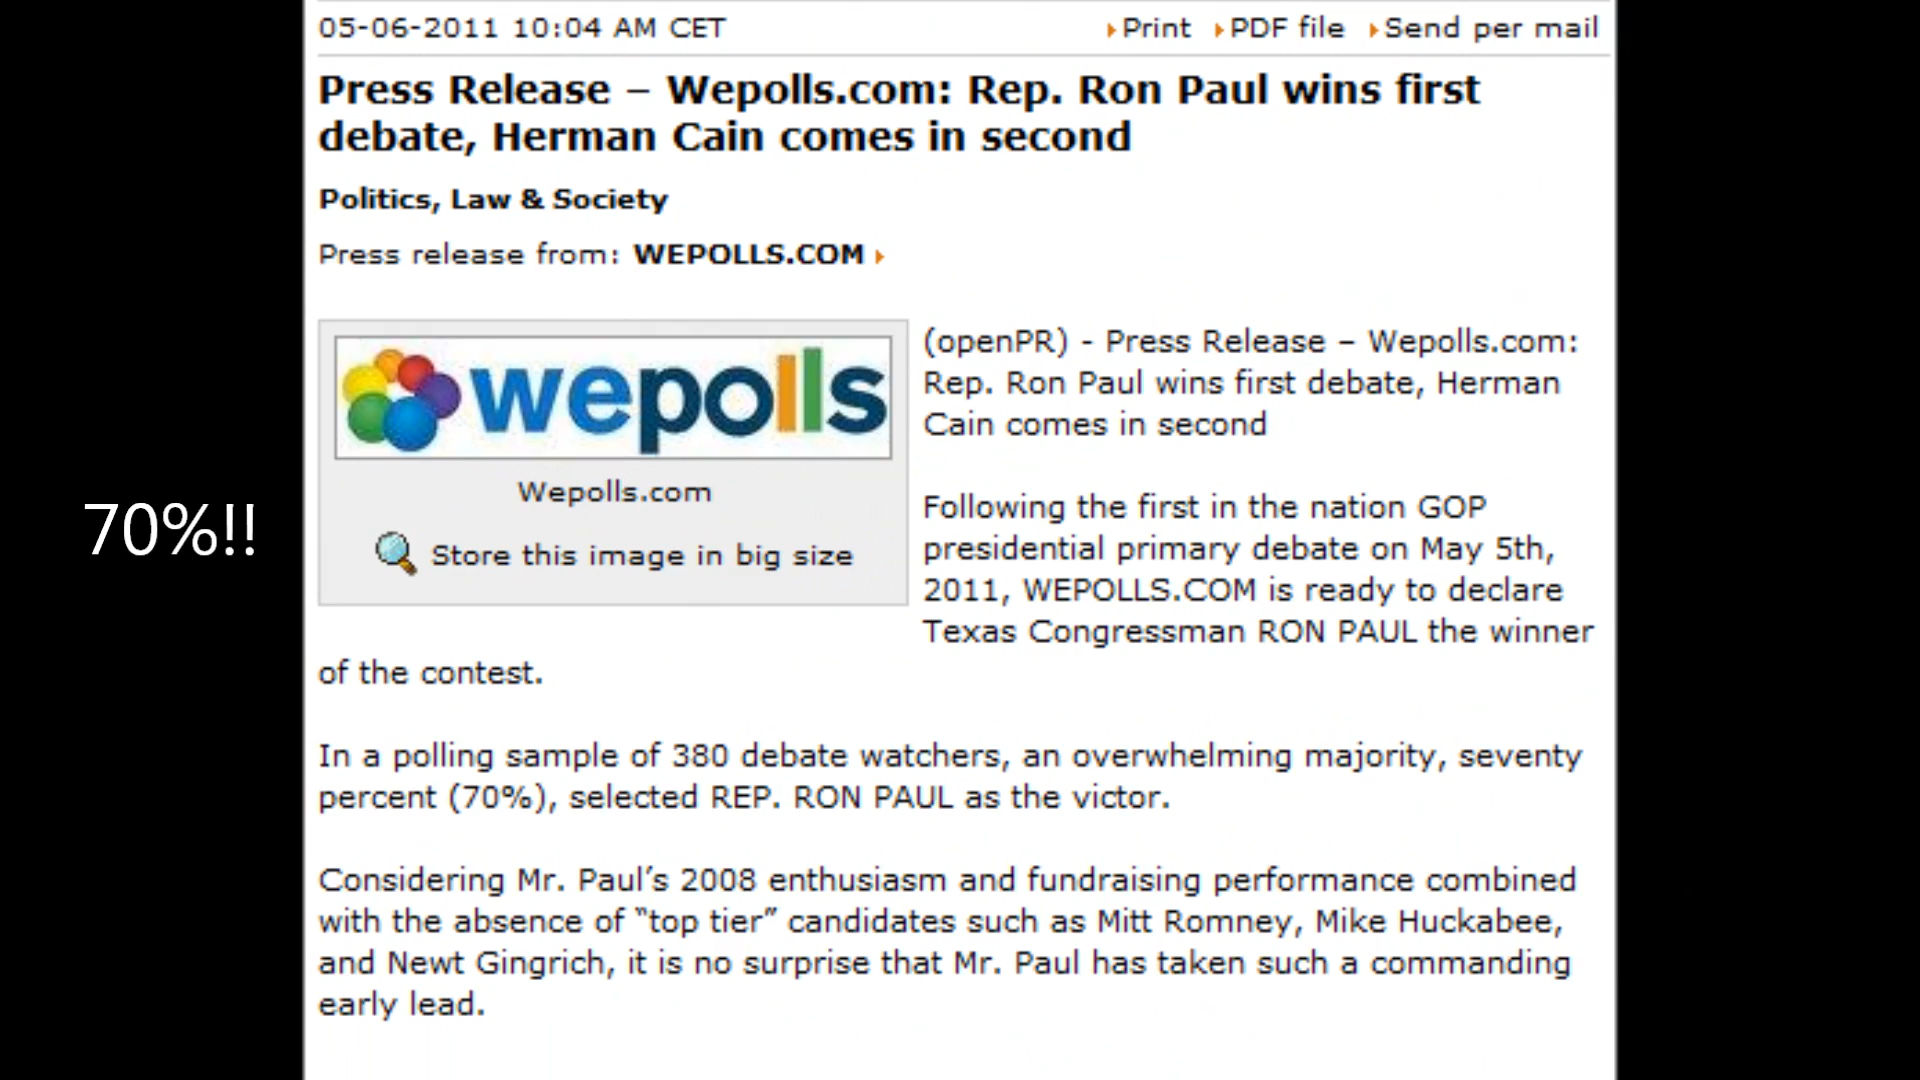 05-06-2011 10:04 AM CET
Print PDF file Send per mail
Press Release – Wepolls.com: Rep. Ron Paul wins first
debate, Herman Cain comes in second
Politics, Law & Society
Press release from: WEPOLLS.COM
wepolls
Wepolls.com
Store this image in big size
(openPR) - Press Release – Wepolls.com:
Rep. Ron Paul wins first debate, Herman
Cain comes in second
70%!!
Following the first in the nation GOP
presidential primary debate on May 5th,
2011, WEPOLLS.COM is ready to declare
Texas Congressman RON PAUL the winner
of the contest.
In a polling sample of 380 debate watchers, an overwhelming majority, seventy
percent (70%), selected REP. RON PAUL as the victor.
Considering Mr. Paul’s 2008 enthusiasm and fundraising performance combined
with the absence of “top tier” candidates such as Mitt Romney, Mike Huckabee,
and Newt Gingrich, it is no surprise that Mr. Paul has taken such a commanding
early lead.